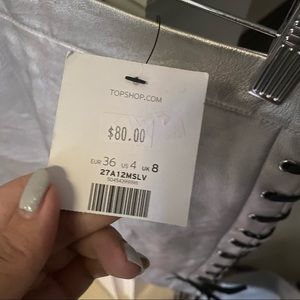 TOPSHOP.COM
$80.00
EUR 36 US 4 UK 8
27A12MSLV